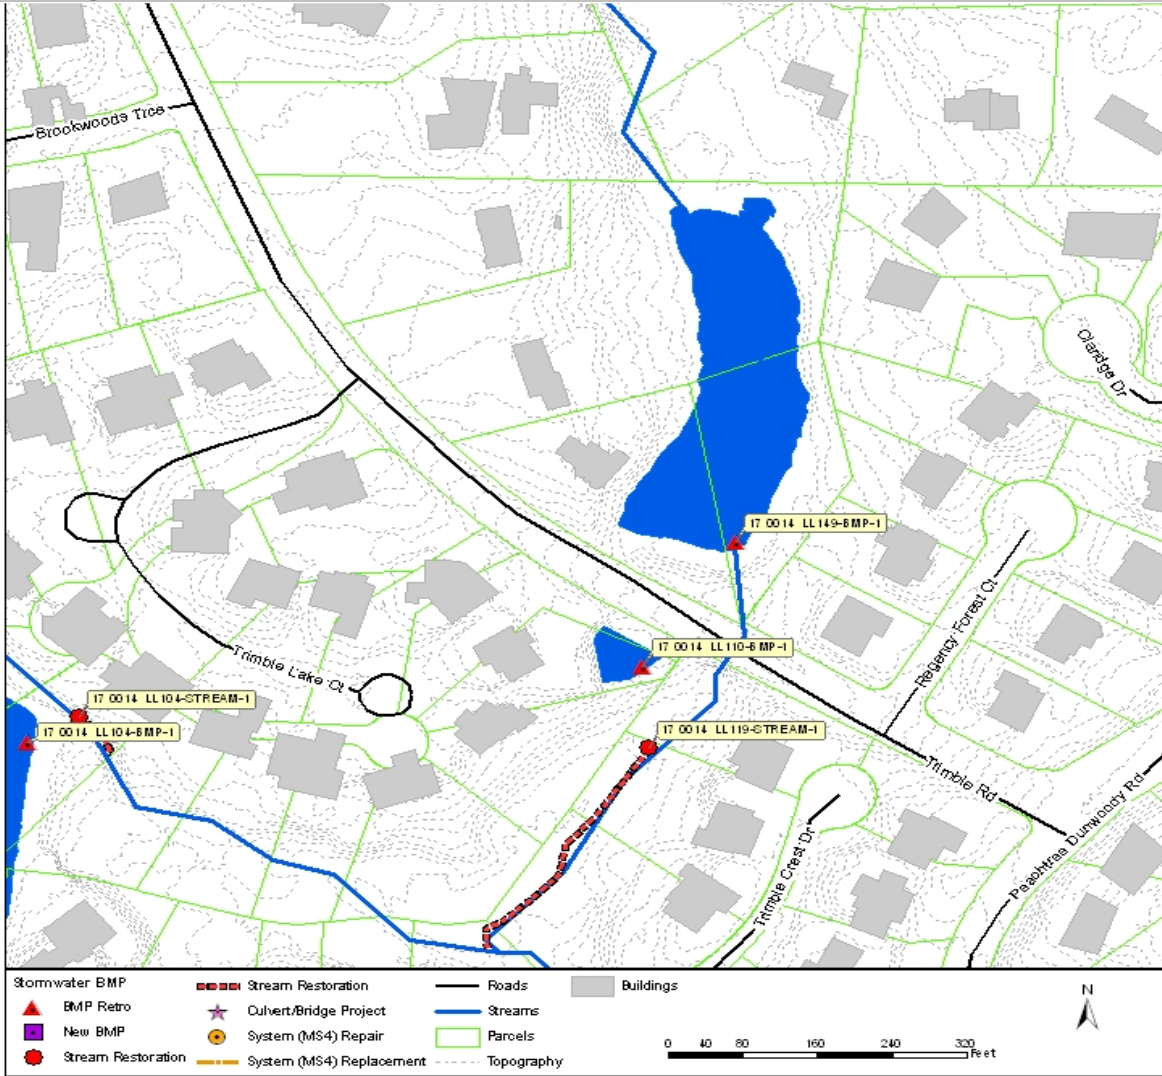 Brookwoods Trce
Claridge Dr
17 0014 LL149-BMP-1
Regency Forest Ct
17 0014 LL110-BMP-1
Trimble Lake Ct
17 0014 LL104-STREAM-1
17 0014 LL104-BMP-1
17 0014 LL119-STREAM-1
Trimble Rd
Peachtree Dunwoody Rd
Trimble Crest Dr
Stormwater BMP
BMP Retro
New BMP
Stream Restoration
Stream Restoration
Culvert/Bridge Project
System (MS4) Repair
System (MS4) Replacement
Roads
Streams
Parcels
Topography
Buildings
N
0 40 80 160 240 320
Feet